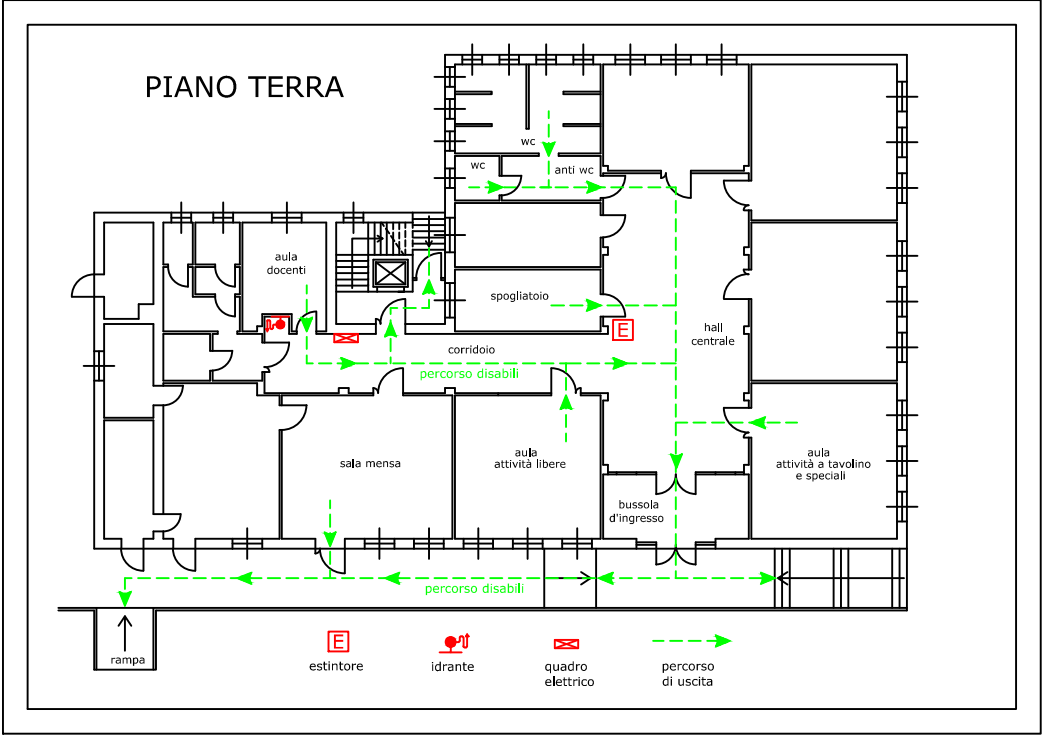 PIANO TERRA
wc
wc
anti wc
aula
docenti
spogliatoio
E
hall
centrale
corridoio
percorso disabili
sala mensa
aula
attività libere
aula
attività a tavolino
e speciali
bussola
d'ingresso
percorso disabili
rampa
E
estintore
idrante
quadro
elettrico
percorso
di uscita